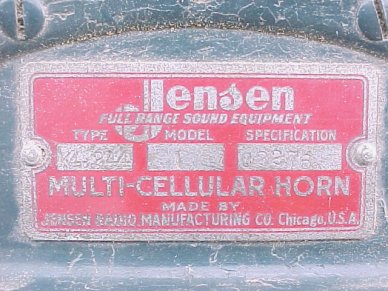 Jensen
FULL RANGE SOUND EQUIPMENT
TYPE MODEL SPECIFICATION
MULTI-CELLULAR HORN
MADE BY
JENSEN RADIO MANUFACTURING CO. Chicago, U.S.A.